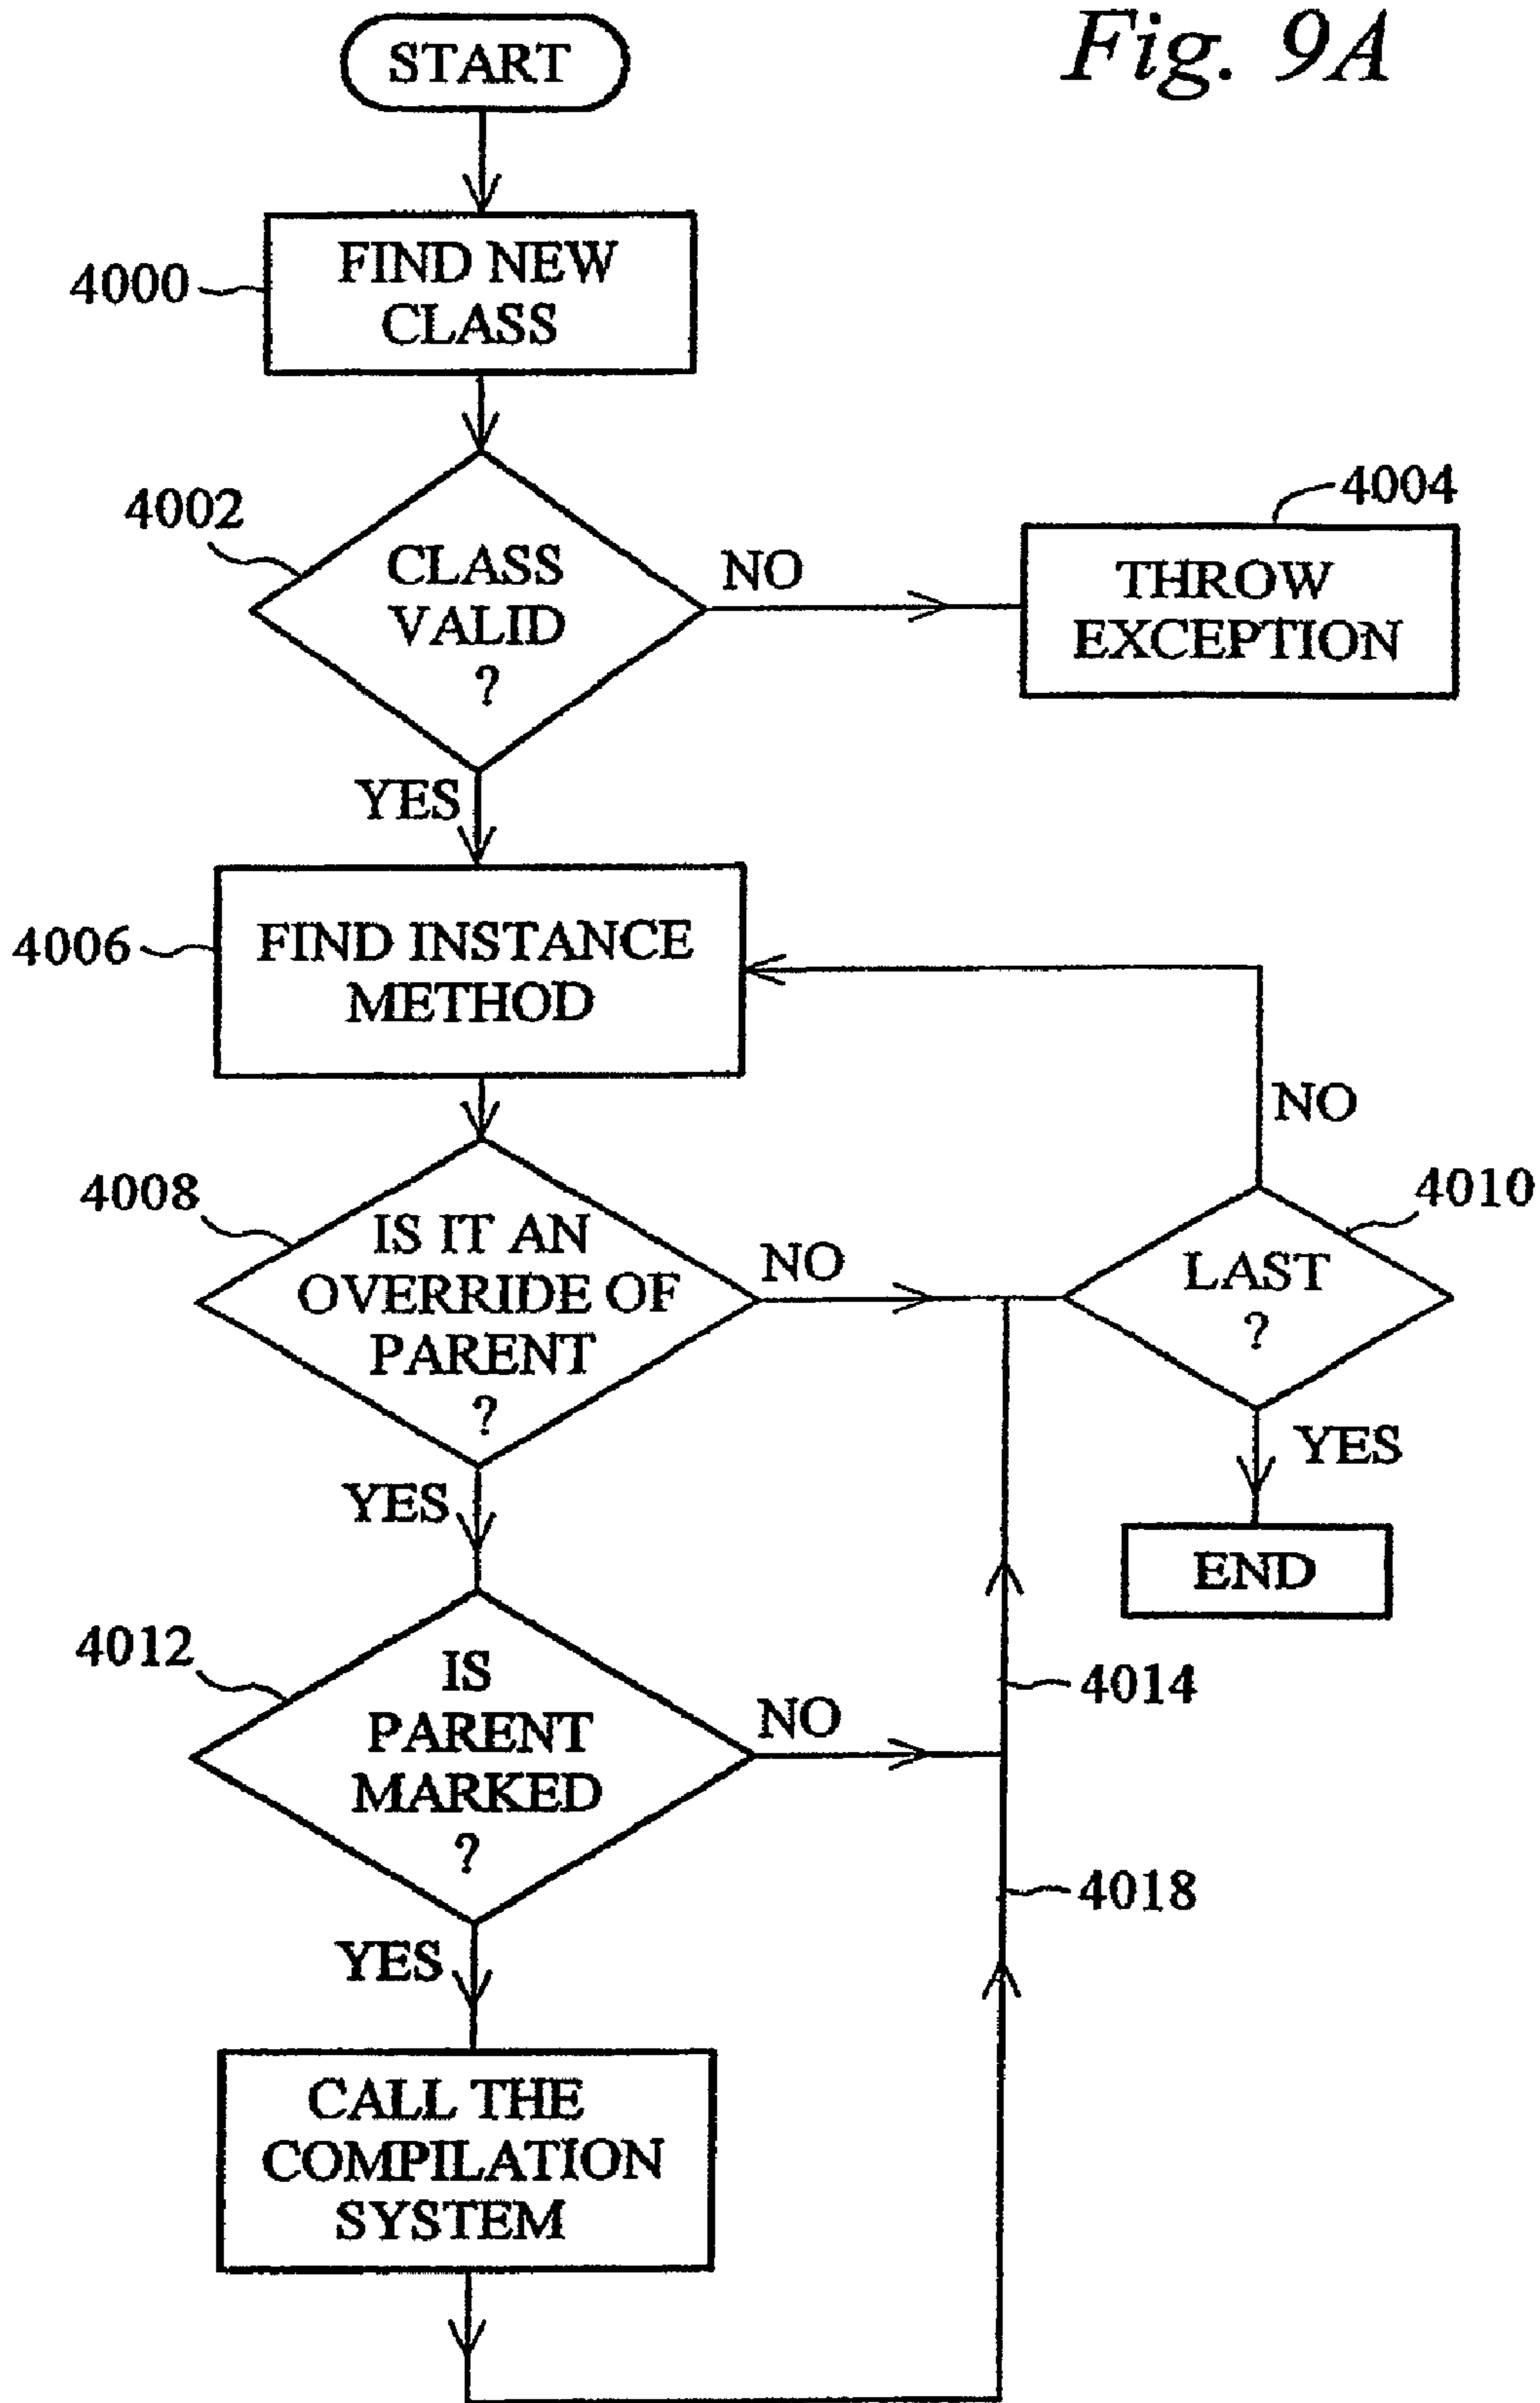 Fig. 9A
START
4000
FIND NEW
CLASS
4002
CLASS
VALID
?
NO
4004
THROW
EXCEPTION
YES
4006
FIND INSTANCE
METHOD
NO
4008
IS IT AN
OVERRIDE OF
PARENT
?
NO
4010
LAST
?
YES
YES
END
4012
IS
PARENT
MARKED
?
NO
4014
4018
YES
CALL THE
COMPILATION
SYSTEM